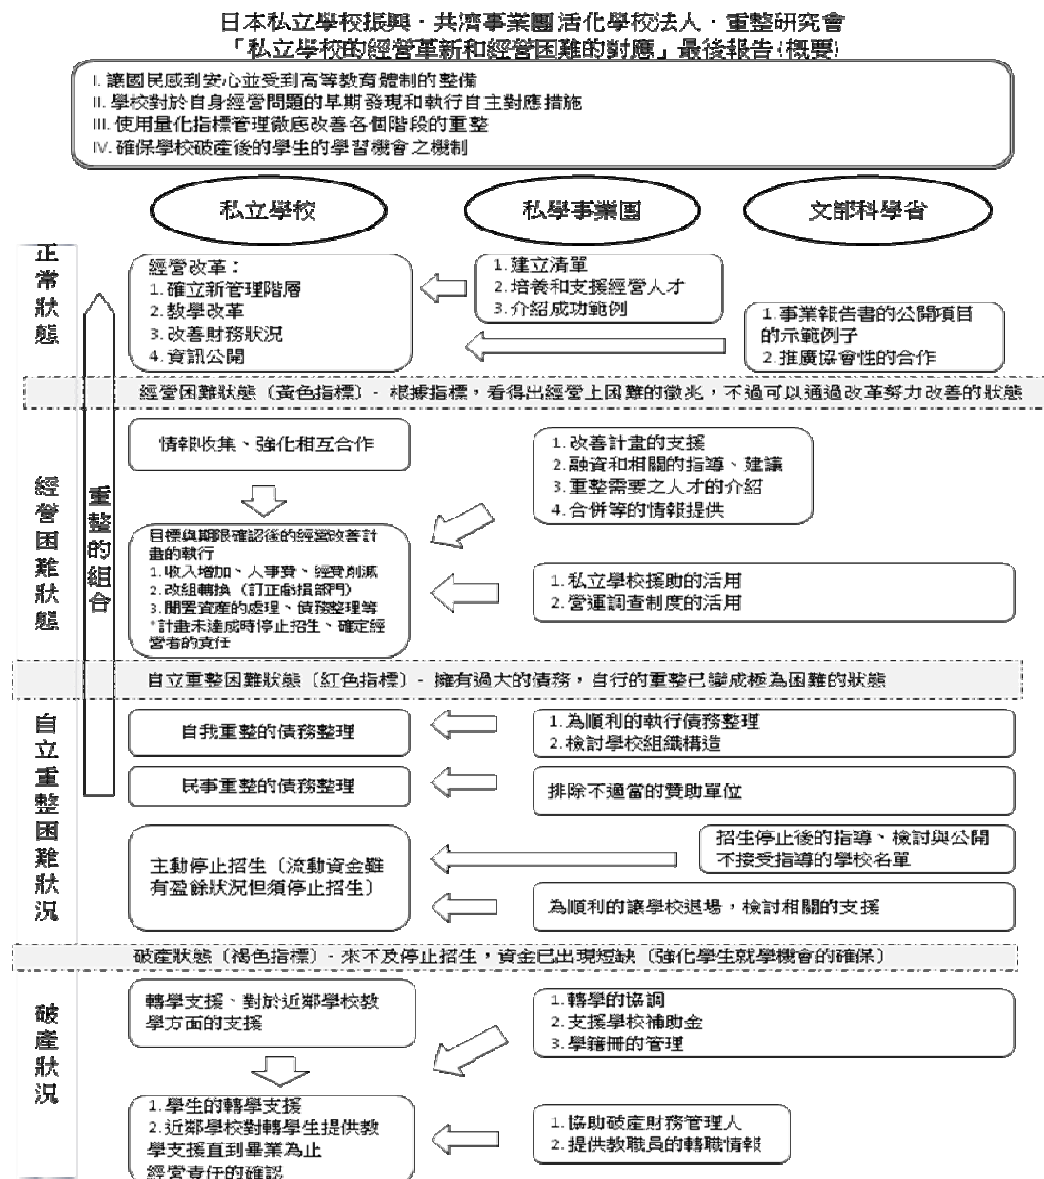 日本私立學校振興‧共濟事業團活化學校法人‧重整研究會
「私立學校的經營革新和經營困難的對應」最後報告(概要)
I. 讓國民感到安心並受到高等教育體制的整備
II. 學校對於自身經營問題的早期發現和執行自主對應措施
III. 使用量化指標管理徹底改善各個階段的重整
IV. 確保學校破產後的學生的學習機會之機制
私立學校
私學事業團
文部科學省
正常狀態
經營改革：
1. 確立新管理階層
2. 教學改革
3. 改善財務狀況
4. 資訊公開
1. 建立清單
2. 培養和支援經營人才
3. 介紹成功範例
1. 事業報告書的公開項目
的示範例子
2. 推廣協會性的合作
重整的組合
經營困難狀態（黃色指標）- 根據指標，看得出經營上困難的徵兆，不過可以通過改革努力改善的狀態
經營困難狀態
情報收集、強化相互合作
1. 改善計畫的支援
2. 融資和相關的指導、建議
3. 重整需要之人才的介紹
4. 合併等的情報提供
目標與期限確認後的經營改善計
畫的執行
1. 收入增加、人事費、經費削減
2. 改組轉換（訂正虧損部門）
3. 閒置資產的處理、債務整理等
*計畫未達成時停止招生、確定經
營者的責任
1. 私立學校援助的活用
2. 營運調查制度的活用
自立重整困難狀態（紅色指標）- 擁有過大的債務，自行的重整已變成極為困難的狀態
自立重整困難狀況
自我重整的債務整理
1. 為順利的執行債務整理
2. 檢討學校組織構造
民事重整的債務整理
排除不適當的贊助單位
主動停止招生（流動資金雖
有盈餘狀況但須停止招生）
招生停止後的指導、檢討與公開
不接受指導的學校名單
為順利的讓學校退場，檢討相關的支援
破產狀態（褐色指標）- 來不及停止招生，資金已出現短缺（強化學生就學機會的確保）
破產狀況
轉學支援、對於近鄰學校教
學方面的支援
1. 轉學的協調
2. 支援學校補助金
3. 學籍冊的管理
1. 學生的轉學支援
2. 近鄰學校對轉學生提供教
學支援直到畢業為止
經營責任的確認
1. 協助破產財務管理人
2. 提供教職員的轉職情報